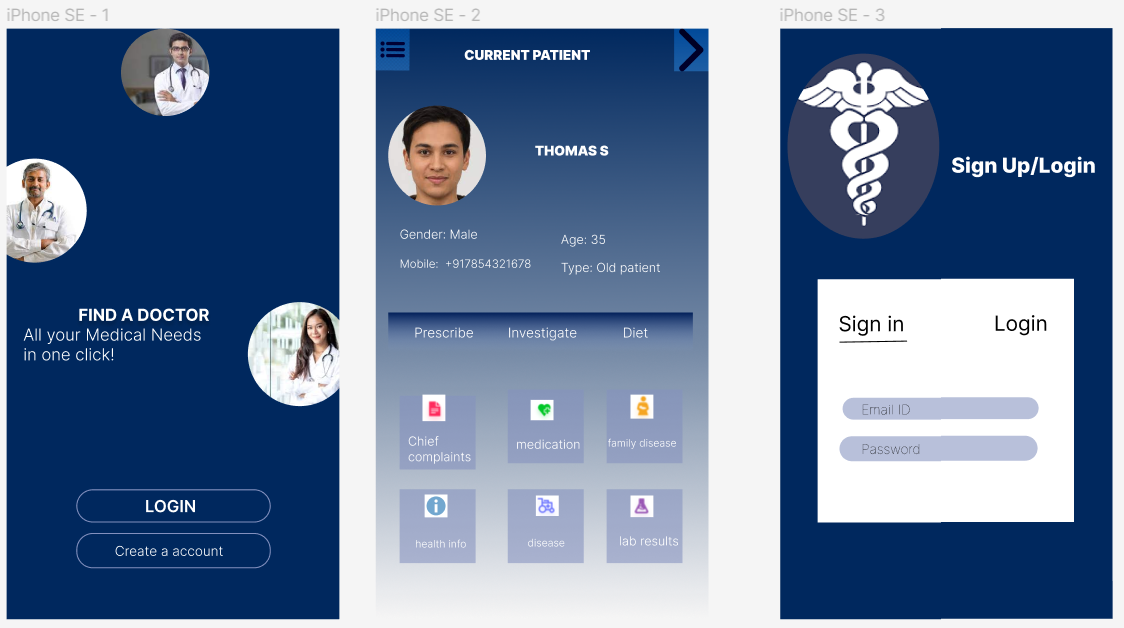 iPhone SE - 1
FIND A DOCTOR
All your Medical Needs
in one click!
LOGIN
Create a account
iPhone SE - 2
CURRENT PATIENT
THOMAS S
Gender: Male
Age: 35
Mobile: +917854321678
Type: Old patient
Prescribe Investigate Diet
Chief
complaints
medication
family disease
health info
disease
lab results
iPhone SE - 3
Sign Up/Login
Sign in Login
Email ID
Password